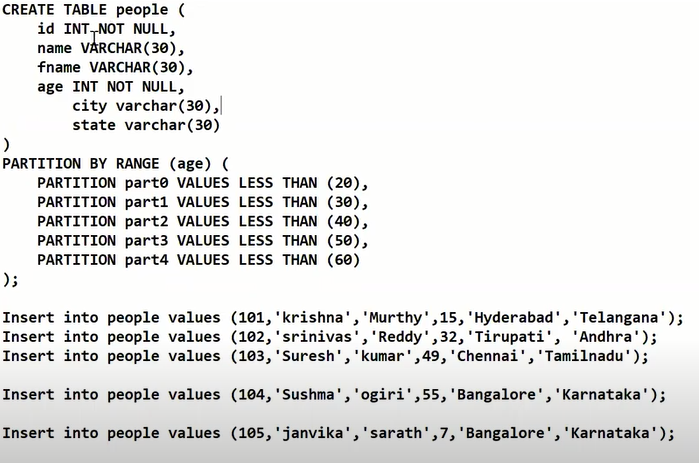 CREATE TABLE people (
id INT NOT NULL,
name VARCHAR(30),
fname VARCHAR(30),
age INT NOT NULL,
city varchar(30),
state varchar(30)
)
PARTITION BY RANGE (age) (
PARTITION part0 VALUES LESS THAN (20),
PARTITION part1 VALUES LESS THAN (30),
PARTITION part2 VALUES LESS THAN (40),
PARTITION part3 VALUES LESS THAN (50),
PARTITION part4 VALUES LESS THAN (60)
);
Insert into people values (101,'krishna','Murthy',15,'Hyderabad','Telangana');
Insert into people values (102,'srinivas','Reddy',32,'Tirupati', 'Andhra');
Insert into people values (103,'Suresh','kumar',49,'Chennai','Tamilnadu');
Insert into people values (104,'Sushma','ogiri',55,'Bangalore','Karnataka');
Insert into people values (105,'janvika','sarath',7,'Bangalore','Karnataka');